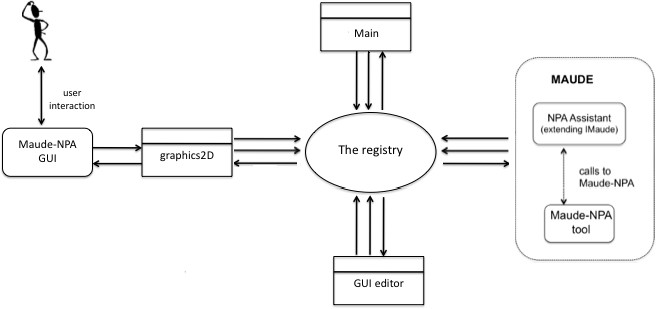 Main
user
interaction
Maude-NPA
GUI
graphics2D
The registry
GUI editor
MAUDE
NPA Assistant
(extending IMaude)
calls to
Maude-NPA
Maude-NPA
tool